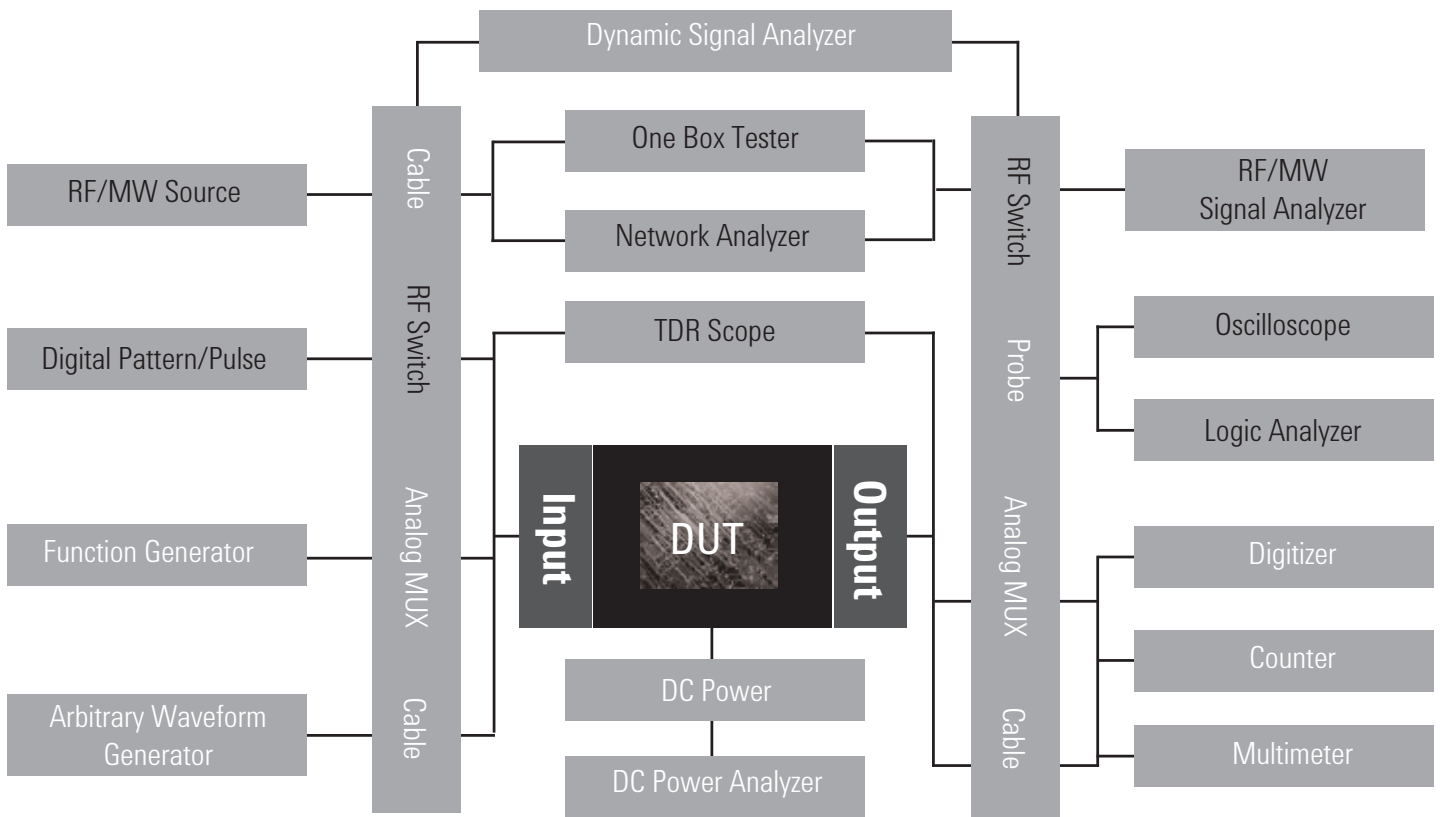 Dynamic Signal Analyzer
RF/MW Source
Digital Pattern/Pulse
Function Generator
Arbitrary Waveform
Generator
Cable
RF Switch
Analog MUX
Cable
One Box Tester
Network Analyzer
TDR Scope
Input
DUT
Output
DC Power
DC Power Analyzer
RF Switch
Probe
Analog MUX
Cable
RF/MW
Signal Analyzer
Oscilloscope
Logic Analyzer
Digitizer
Counter
Multimeter